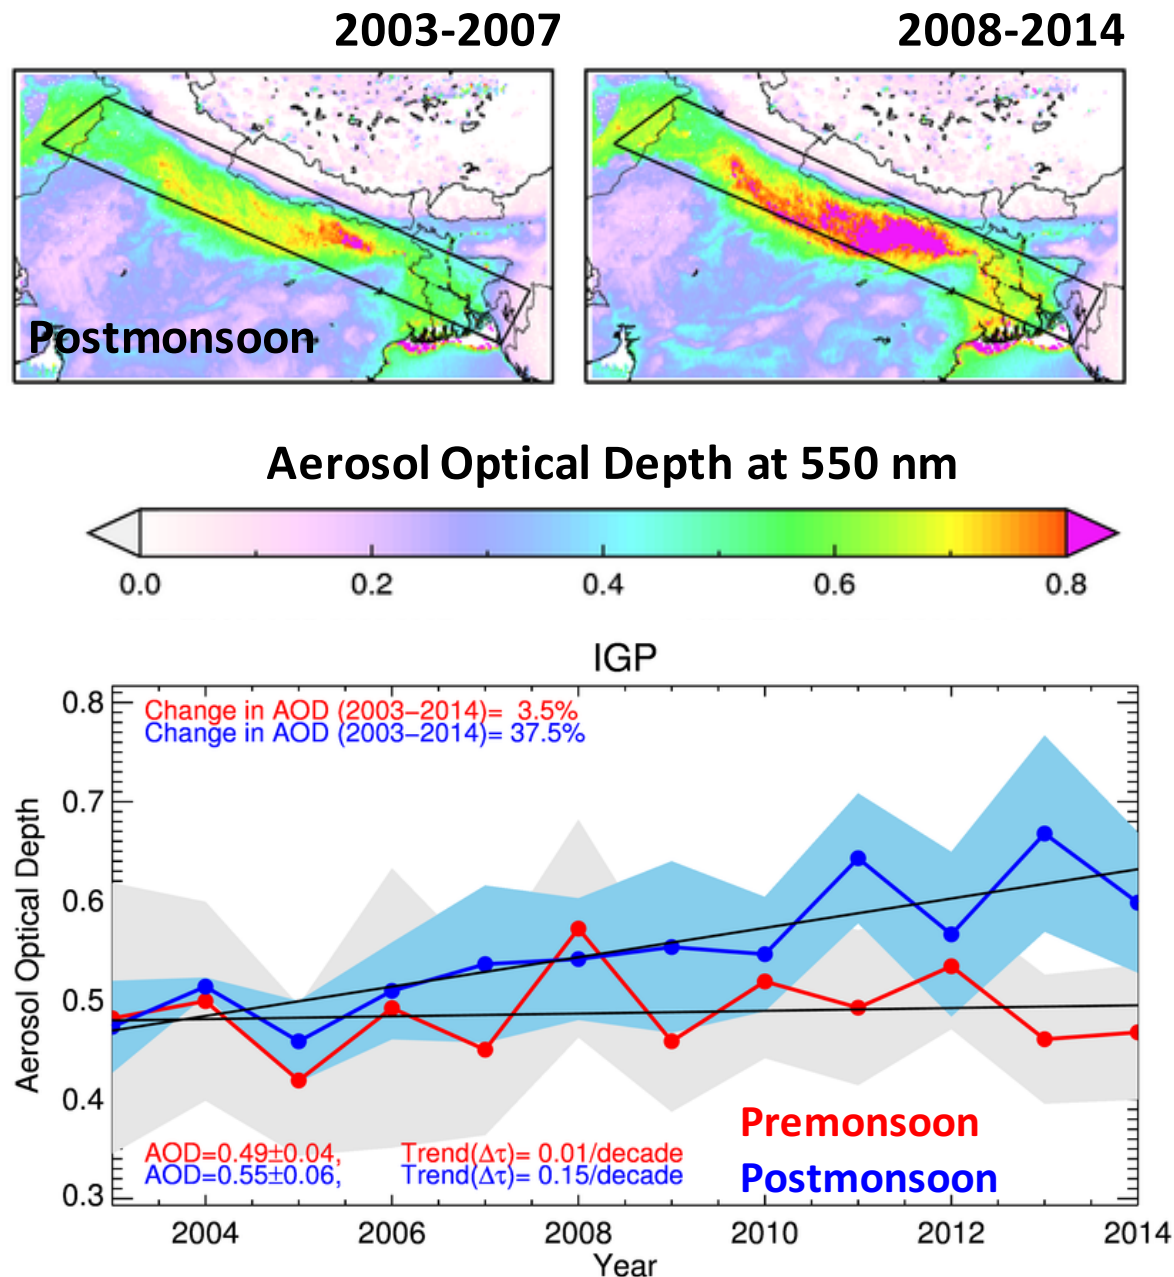 2003-2007
2008-2014
Postmonsoon
Aerosol Optical Depth at 550 nm
0.0 0.2 0.4 0.6 0.8
IGP
Change in AOD (2003−2014)= 3.5%
Change in AOD (2003−2014)= 37.5%
0.8
0.7
0.6
0.5
0.4
0.3
Aerosol Optical Depth
Premonsoon
Postmonsoon
AOD=0.49±0.04, Trend(Δτ)= 0.01/decade
AOD=0.55±0.06, Trend(Δτ)= 0.15/decade
2004 2006 2008 2010 2012 2014
Year